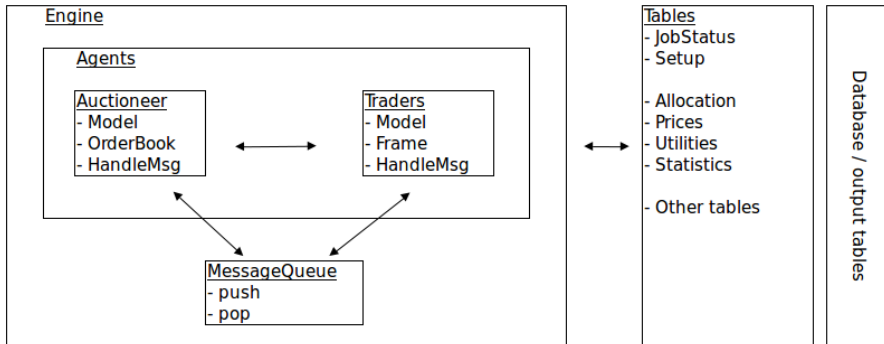 Engine
Agents
Auctioneer
- Model
- OrderBook
- HandleMsg
Traders
- Model
- Frame
- HandleMsg
MessageQueue
- push
- pop
Tables
- JobStatus
- Setup
- Allocation
- Prices
- Utilities
- Statistics
- Other tables
Database / output tables